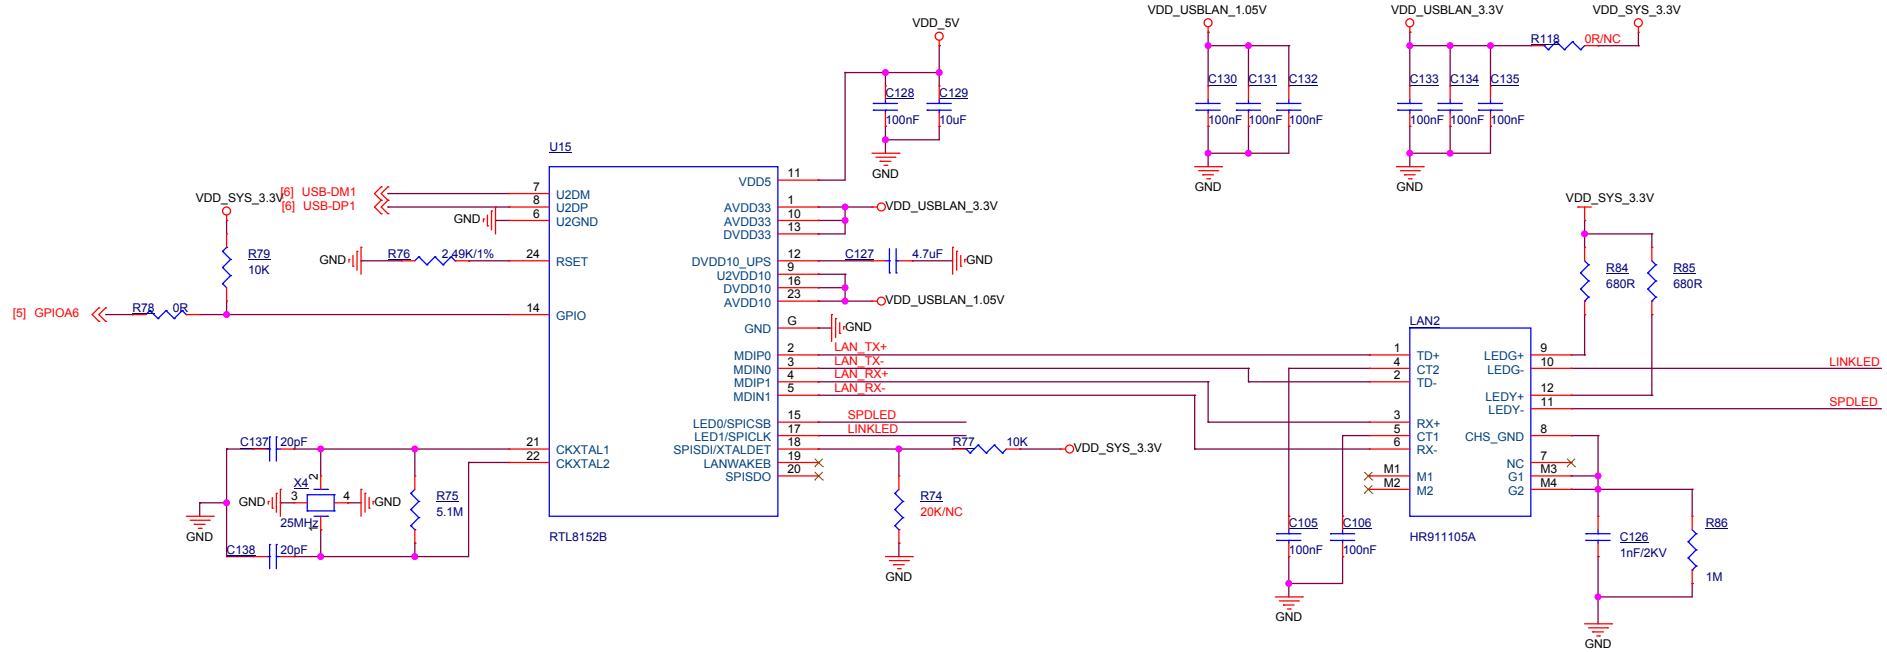 VDD_USBLAN_1.05V
VDD_USBLAN_3.3V
VDD_SYS_3.3V
VDD_5V
R118
0R/NC
C128
C129
100nF
10uF
GND
C130
C131
C132
100nF
100nF
100nF
GND
C133
C134
C135
100nF
100nF
100nF
GND
U15
VDD_SYS_3.3V
[6] USB-DM1
[6] USB-DP1
GND
R79
10K
GND
R76
2.49K/1%
[5] GPIOA6
R78
0R
7
U2DM
8
U2DP
6
U2GND
24
RSET
14
GPIO
21
CKXTAL1
22
CKXTAL2
VDD5
11
AVDD33
1
AVDD33
10
DVDD33
13
VDD_USBLAN_3.3V
DVDD10_UPS
12
C127
4.7uF
GND
U2VDD10
9
DVDD10
16
AVDD10
23
VDD_USBLAN_1.05V
GND
G
GND
MDIP0
2
LAN_TX+
MDIN0
3
LAN_TX-
MDIP1
4
LAN_RX+
MDIN1
5
LAN_RX-
LED0/SPICSB
15
SPDLED
LED1/SPICLK
17
LINKLED
SPISDI/XTALDET
18
R77
10K
VDD_SYS_3.3V
LANWAKEB
19
SPISDO
20
RTL8152B
R74
20K/NC
GND
C137
20pF
X4
2
GND
3
4
GND
25MHz
1
R75
5.1M
C138
20pF
GND
VDD_SYS_3.3V
R84
680R
R85
680R
LAN2
1
TD+
4
CT2
2
TD-
3
RX+
5
CT1
6
RX-
M1
M1
M2
M2
LEDG+
9
LEDG-
10
LINKLED
LEDY+
12
LEDY-
11
SPDLED
CHS_GND
8
NC
7
G1
M3
G2
M4
HR911105A
C105
100nF
C106
100nF
GND
C126
1nF/2KV
R86
1M
GND